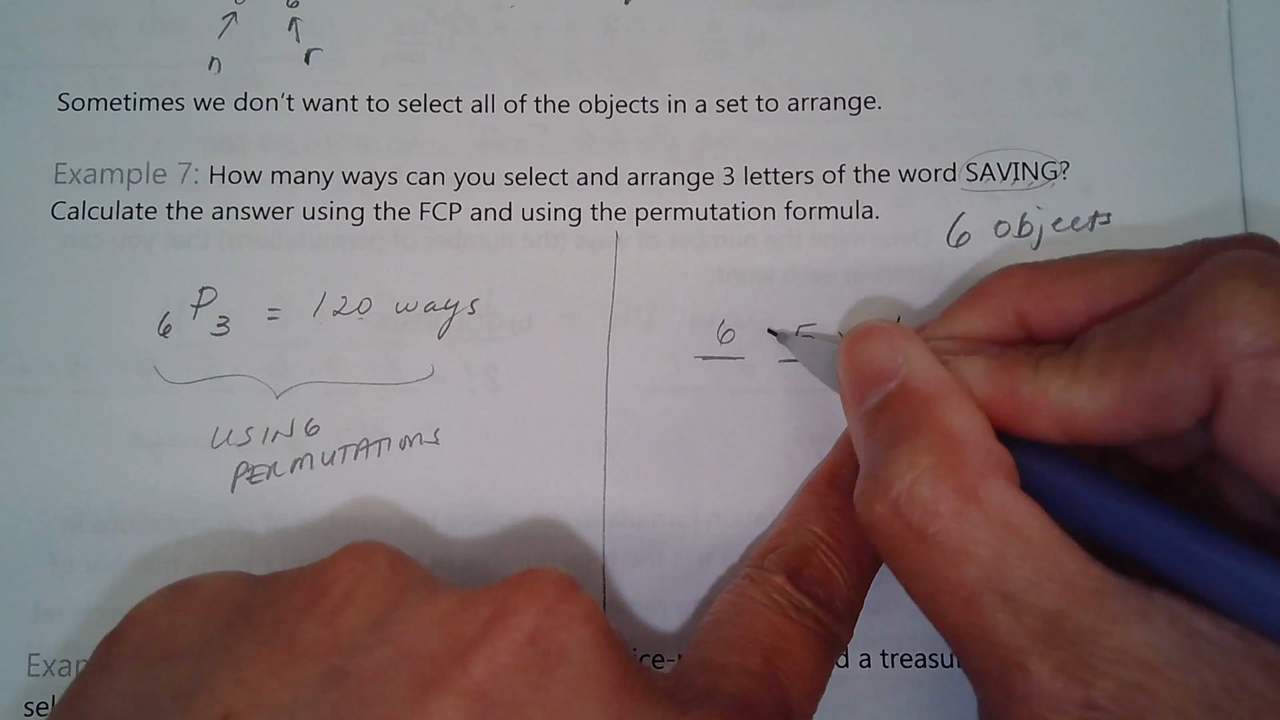 n r
Sometimes we don't want to select all of the objects in a set to arrange.
Example 7: How many ways can you select and arrange 3 letters of the word SAVING?
Calculate the answer using the FCP and using the permutation formula.
6 objects
6P3 = 120 ways
6 5
USING
PERMUTATIONS